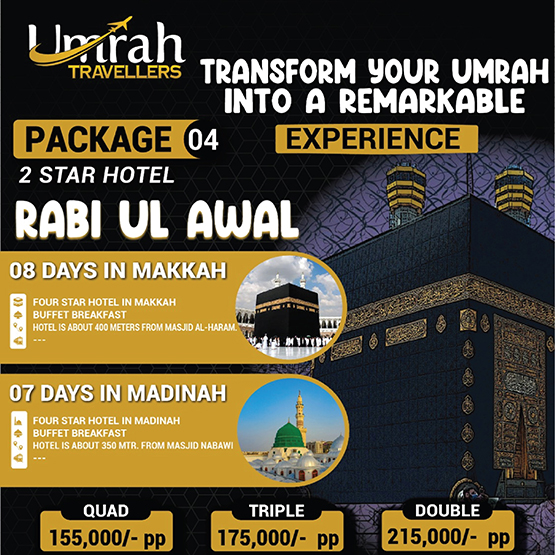 Umrah
TRAVELLERS
TRANSFORM YOUR UMRAH
INTO A REMARKABLE
EXPERIENCE
PACKAGE 04
2 STAR HOTEL
RABI UL AWAL
08 DAYS IN MAKKAH
FOUR STAR HOTEL IN MAKKAH
BUFFET BREAKFAST
HOTEL IS ABOUT 400 METERS FROM MASJID AL-HARAM.
---
07 DAYS IN MADINAH
FOUR STAR HOTEL IN MADINAH
BUFFET BREAKFAST
HOTEL IS ABOUT 350 MTR. FROM MASJID NABAWI
---
QUAD
155,000/- pp
TRIPLE
175,000/- pp
DOUBLE
215,000/- pp